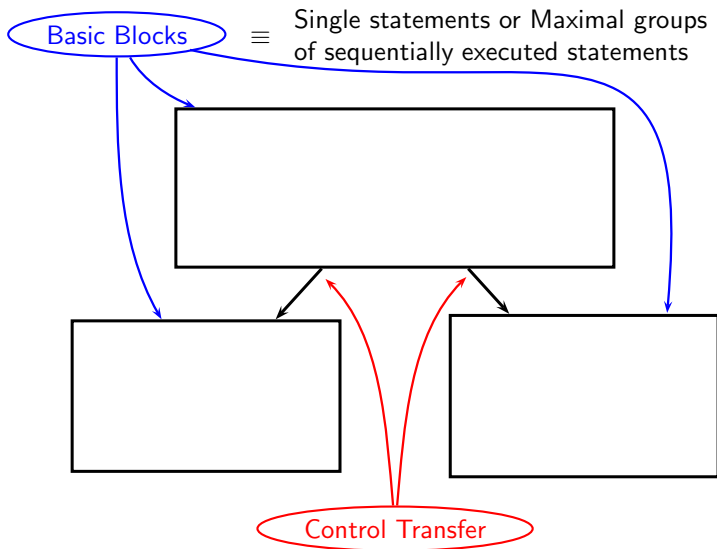 Basic Blocks ≡ Single statements or Maximal groups
of sequentially executed statements
Control Transfer